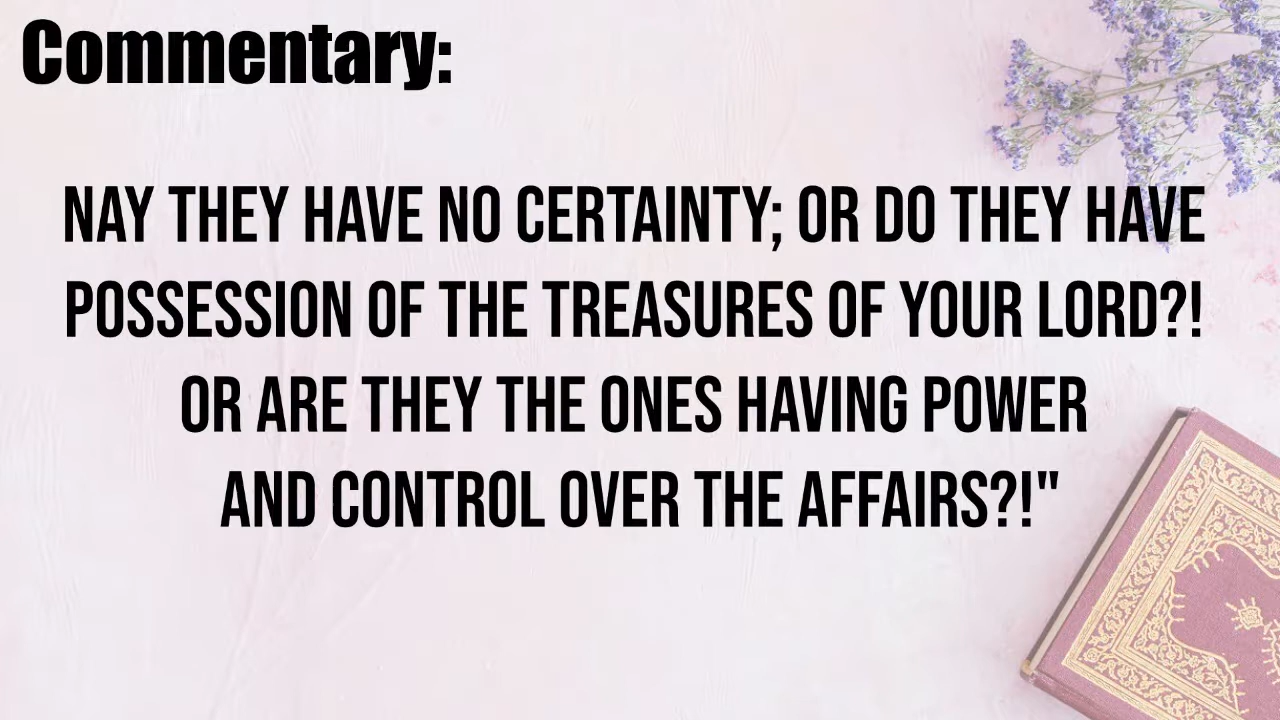 Commentary:
NAY THEY HAVE NO CERTAINTY; OR DO THEY HAVE
POSSESSION OF THE TREASURES OF YOUR LORD?!
OR ARE THEY THE ONES HAVING POWER
AND CONTROL OVER THE AFFAIRS?!"